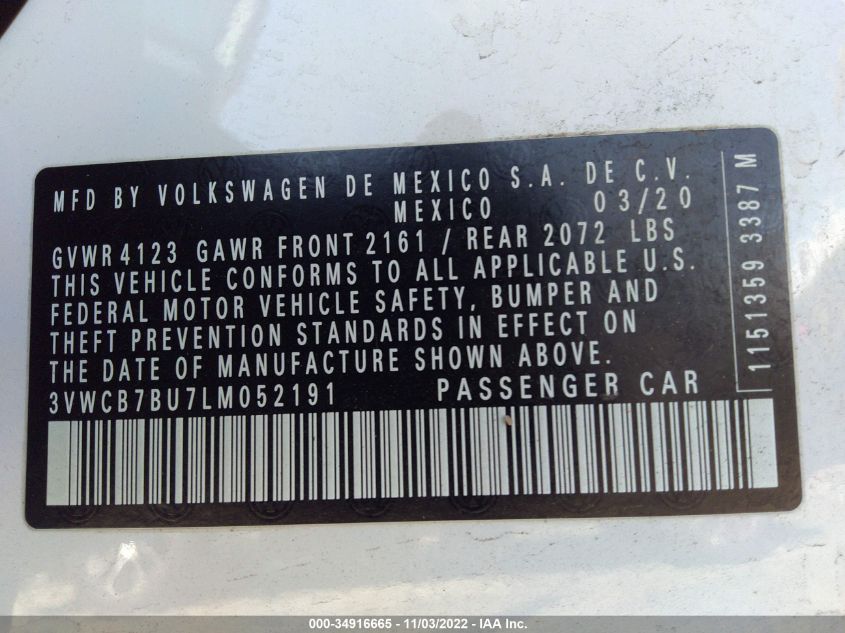 MFD BY VOLKSWAGEN DE MEXICO S.A. DE C.V.
MEXICO 03/20
GVWR 4123 GAWR FRONT 2161 / REAR 2072 LBS
THIS VEHICLE CONFORMS TO ALL APPLICABLE U.S.
FEDERAL MOTOR VEHICLE SAFETY, BUMPER AND
THEFT PREVENTION STANDARDS IN EFFECT ON
THE DATE OF MANUFACTURE SHOWN ABOVE.
3VWCB7BU7LM052191 PASSENGER CAR
1151359 3387 M
000-34916665 - 11/03/2022 - IAA Inc.